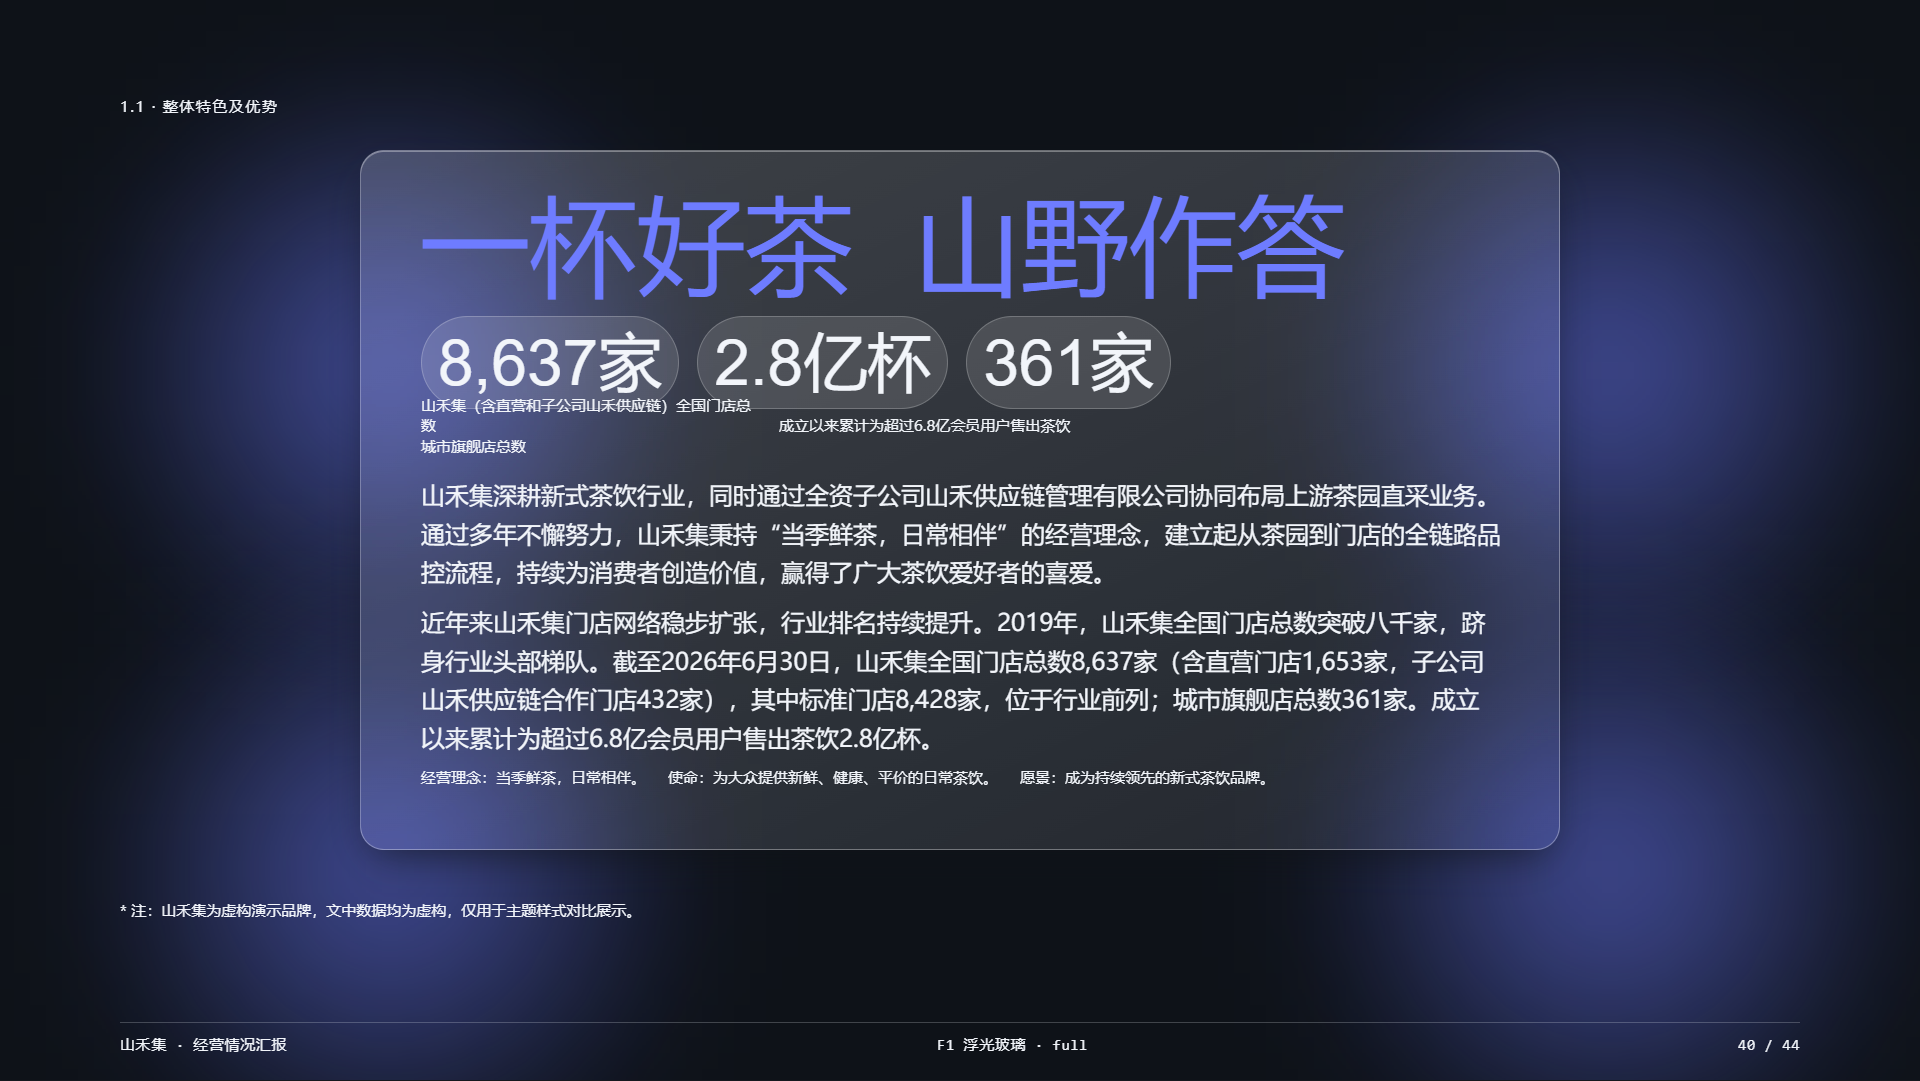 1.1 · 整体特色及优势
一杯好茶 山野作答
8,637家 2.8亿杯 361家
山禾集（含直营和子公司山禾供应链）全国门店总
数 成立以来累计为超过6.8亿会员用户售出茶饮
城市旗舰店总数
山禾集深耕新式茶饮行业，同时通过全资子公司山禾供应链管理有限公司协同布局上游茶园直采业务。
通过多年不懈努力，山禾集秉持“当季鲜茶，日常相伴”的经营理念，建立起从茶园到门店的全链路品
控流程，持续为消费者创造价值，赢得了广大茶饮爱好者的喜爱。
近年来山禾集门店网络稳步扩张，行业排名持续提升。2019年，山禾集全国门店总数突破八千家，跻
身行业头部梯队。截至2026年6月30日，山禾集全国门店总数8,637家（含直营门店1,653家，子公司
山禾供应链合作门店432家），其中标准门店8,428家，位于行业前列；城市旗舰店总数361家。成立
以来累计为超过6.8亿会员用户售出茶饮2.8亿杯。
经营理念：当季鲜茶，日常相伴。 使命：为大众提供新鲜、健康、平价的日常茶饮。 愿景：成为持续领先的新式茶饮品牌。
* 注：山禾集为虚构演示品牌，文中数据均为虚构，仅用于主题样式对比展示。
山禾集 · 经营情况汇报 F1 浮光玻璃 · full 40 / 44